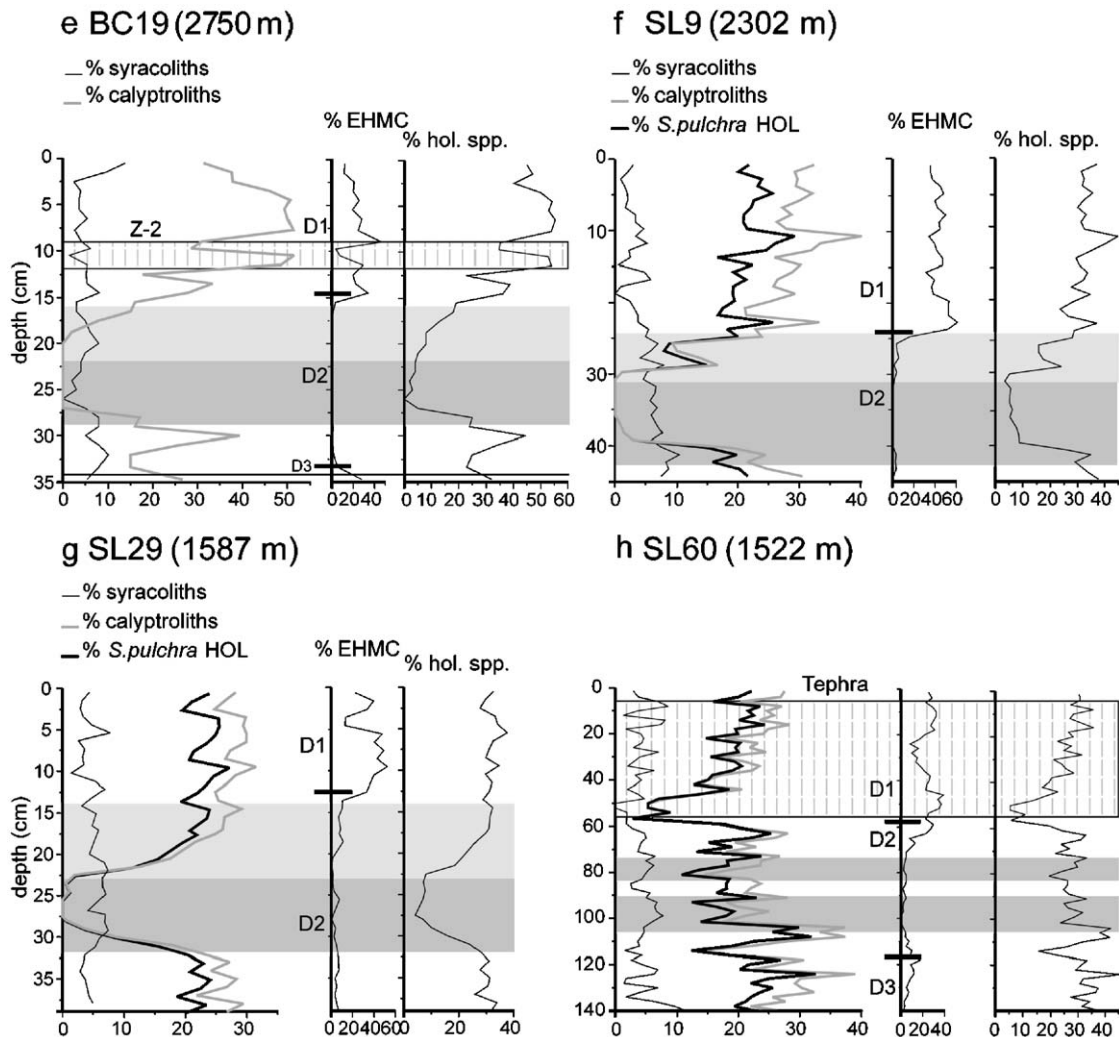 e BC19 (2750 m)
% syracoliths
% calyptroliths
% EHMC
% hol. spp.
0
5
10
15
20
25
30
35
depth (cm)
Z-2
D1
D2
D3
0 10 20 30 40 50
0 20 40
0 10 20 30 40 50 60
f SL9 (2302 m)
% syracoliths
% calyptroliths
% S.pulchra HOL
% EHMC
% hol. spp.
0
10
20
30
40
D1
D2
0 10 20 30 40
0 20 40 60
0 10 20 30 40
g SL29 (1587 m)
% syracoliths
% calyptroliths
% S.pulchra HOL
% EHMC
% hol. spp.
0
5
10
15
20
25
30
35
depth (cm)
D1
D2
0 10 20 30
0 20 40 60
0 20 40
h SL60 (1522 m)
Tephra
0
20
40
60
80
100
120
140
D1
D2
D3
0 10 20 30 40
0 20 40
0 10 20 30 40